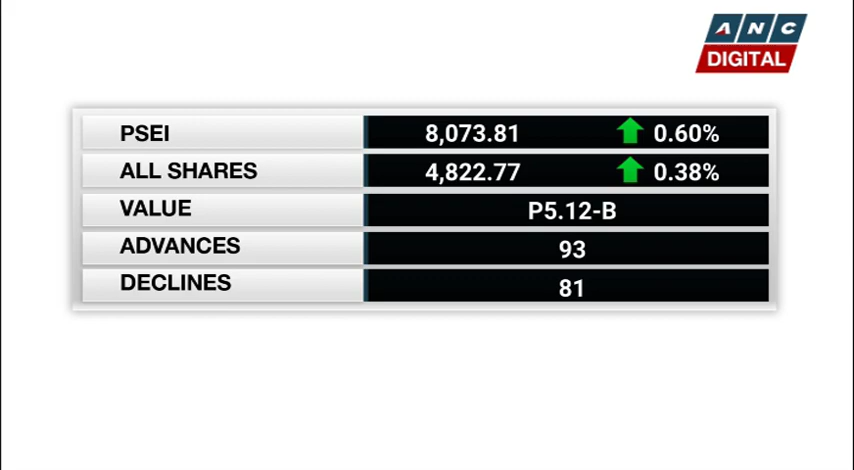 ANC
DIGITAL
PSEI 8,073.81 0.60%
ALL SHARES 4,822.77 0.38%
VALUE P5.12-B
ADVANCES 93
DECLINES 81